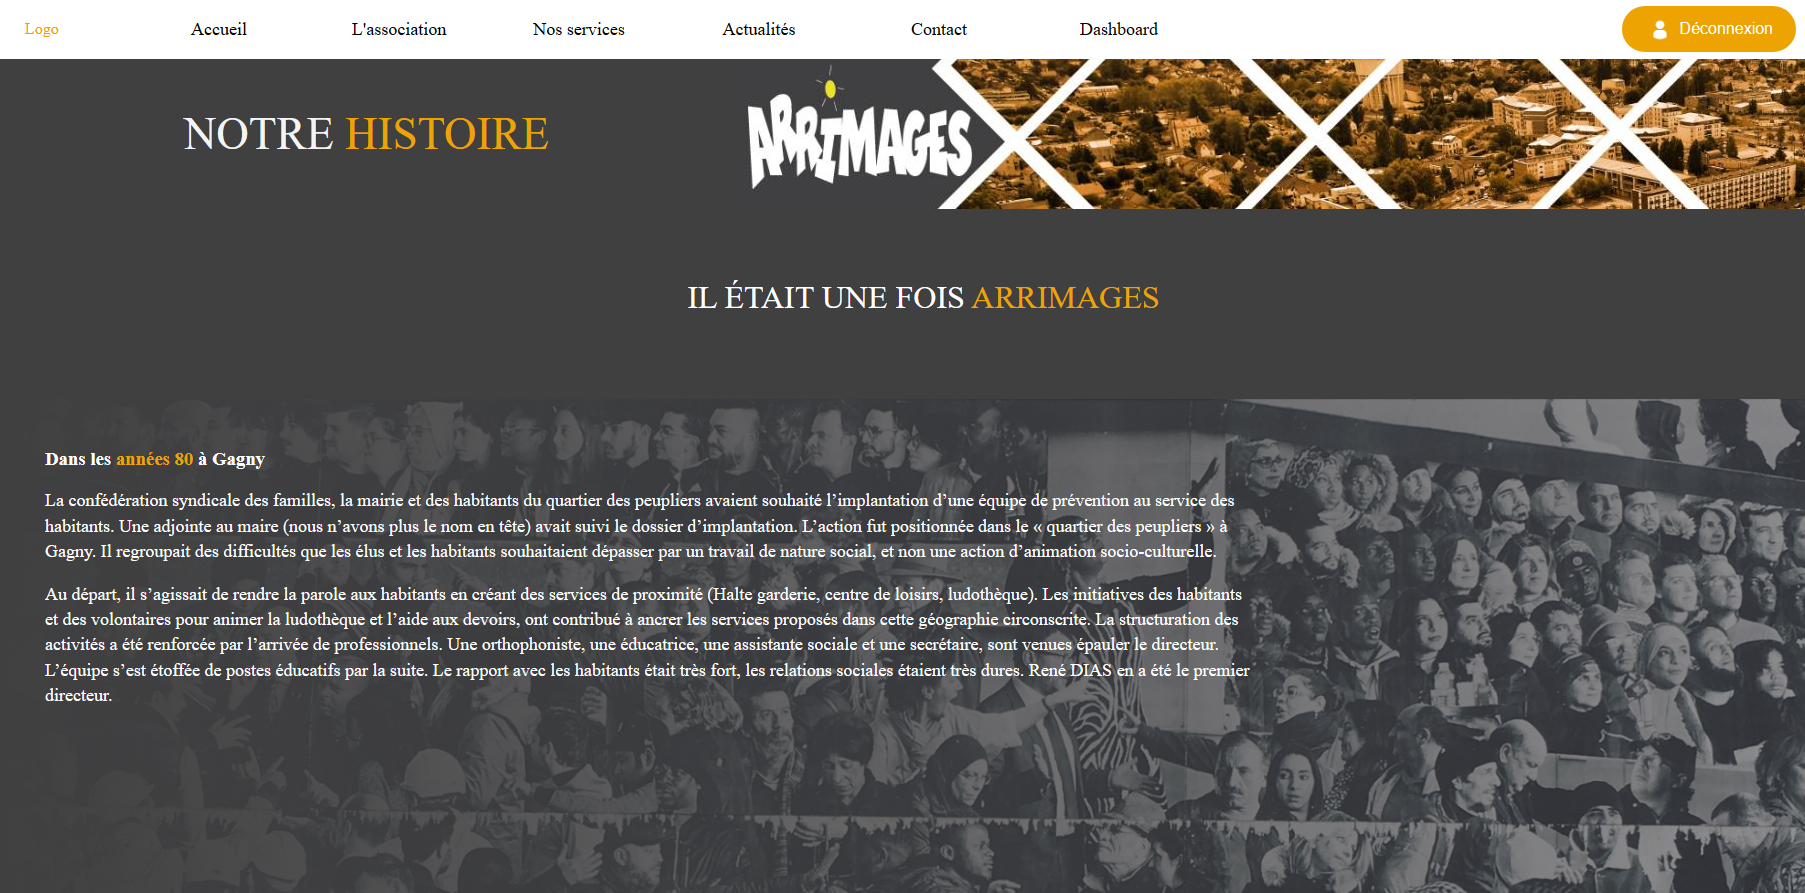 Logo
Accueil
L'association
Nos services
Actualités
Contact
Dashboard
Déconnexion
NOTRE HISTOIRE
ARRIMAGES
IL ÉTAIT UNE FOIS ARRIMAGES
Dans les années 80 à Gagny
La confédération syndicale des familles, la mairie et des habitants du quartier des peupliers avaient souhaité l’implantation d’une équipe de prévention au service des
habitants. Une adjointe au maire (nous n’avons plus le nom en tête) avait suivi le dossier d’implantation. L’action fut positionnée dans le « quartier des peupliers » à
Gagny. Il regroupait des difficultés que les élus et les habitants souhaitaient dépasser par un travail de nature social, et non une action d’animation socio-culturelle.
Au départ, il s’agissait de rendre la parole aux habitants en créant des services de proximité (Halte garderie, centre de loisirs, ludothèque). Les initiatives des habitants
et des volontaires pour animer la ludothèque et l’aide aux devoirs, ont contribué à ancrer les services proposés dans cette géographie circonscrite. La structuration des
activités a été renforcée par l’arrivée de professionnels. Une orthophoniste, une éducatrice, une assistante sociale et une secrétaire, sont venues épauler le directeur.
L’équipe s’est étoffée de postes éducatifs par la suite. Le rapport avec les habitants était très fort, les relations sociales étaient très dures. René DIAS en a été le premier
directeur.